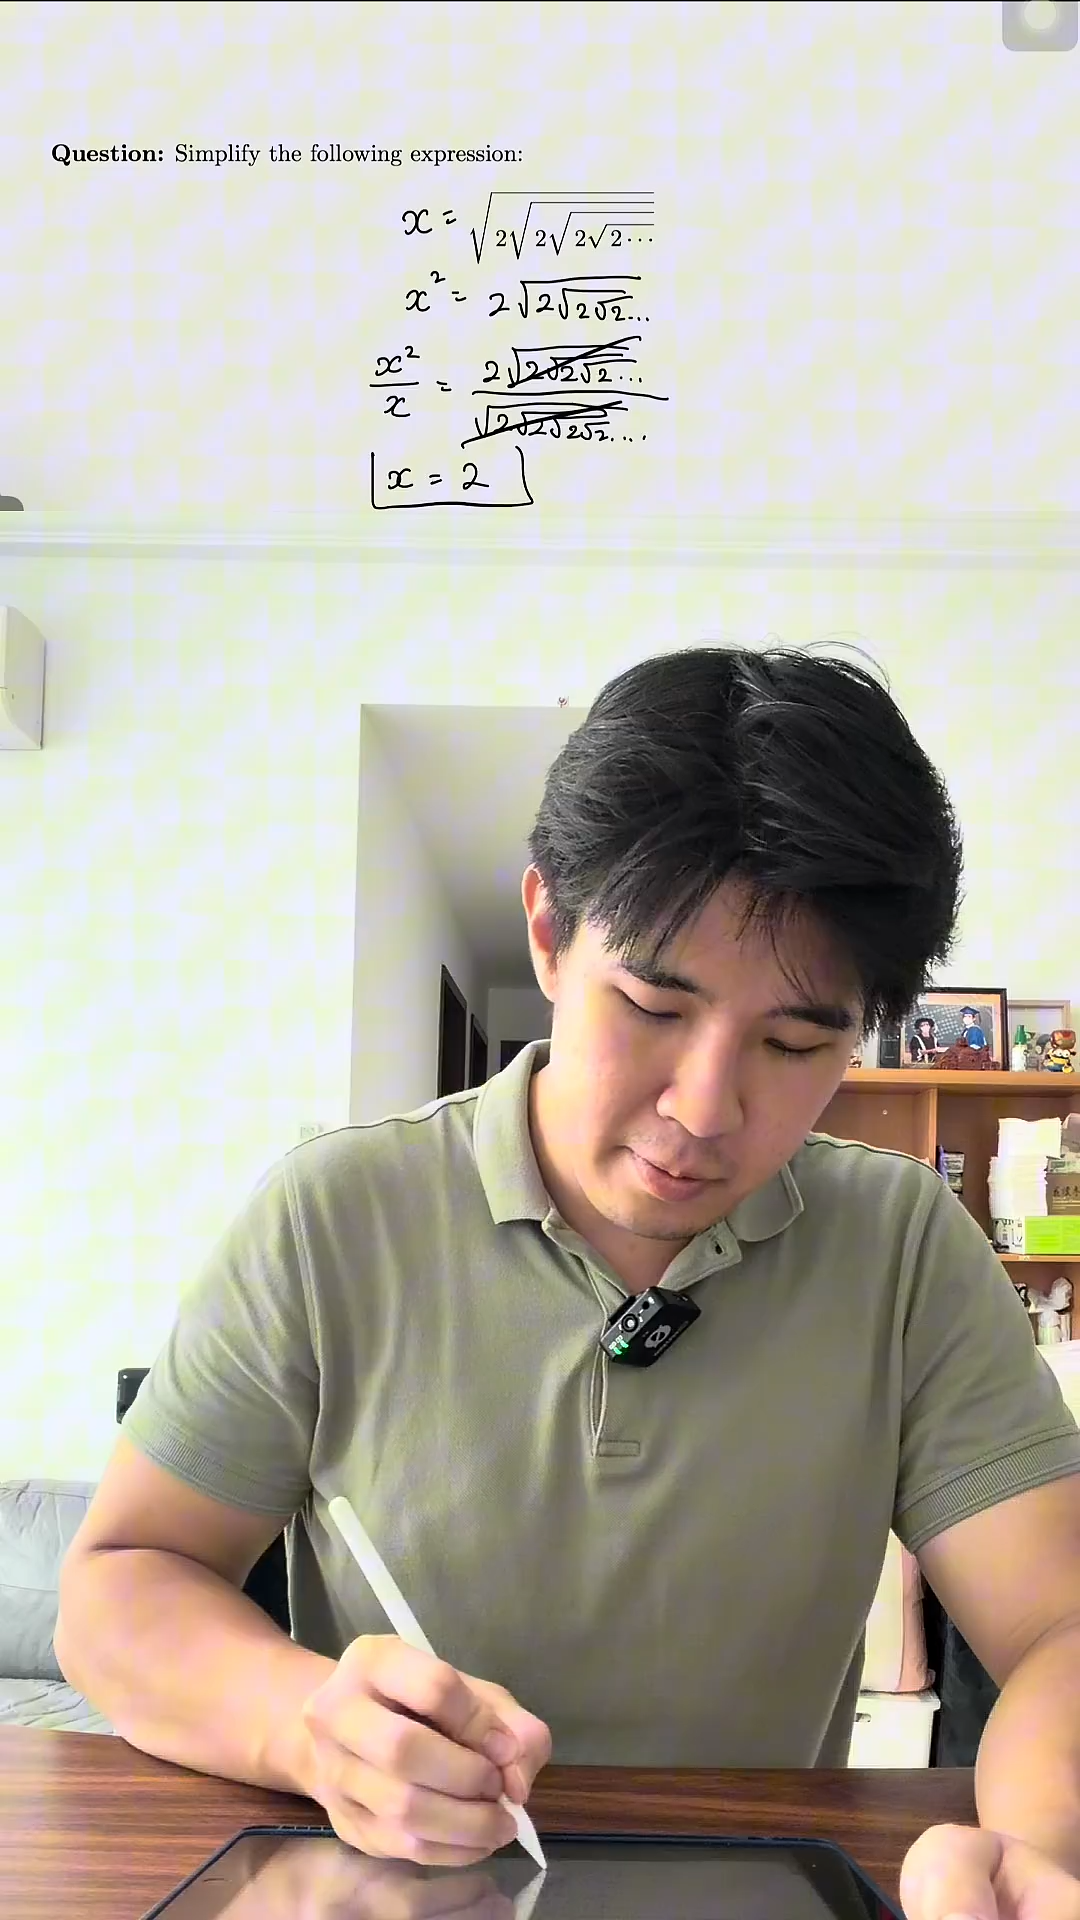 Question: Simplify the following expression:
x = √(2√(2√(2√(2···
x² = 2√(2√(2√2...
x²/x = 2√(2√(2√2.../√(2√(2√(2√2....
x = 2